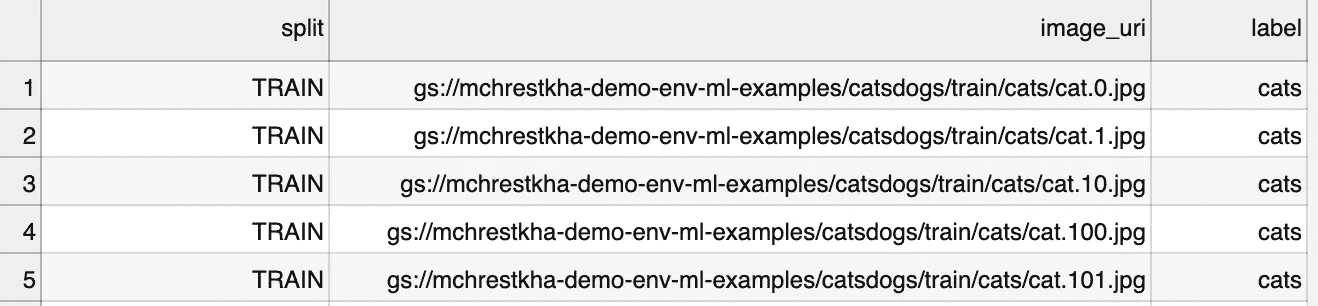 split image_uri label
1 TRAIN gs://mchrestkha-demo-env-ml-examples/catsdogs/train/cats/cat.0.jpg cats
2 TRAIN gs://mchrestkha-demo-env-ml-examples/catsdogs/train/cats/cat.1.jpg cats
3 TRAIN gs://mchrestkha-demo-env-ml-examples/catsdogs/train/cats/cat.10.jpg cats
4 TRAIN gs://mchrestkha-demo-env-ml-examples/catsdogs/train/cats/cat.100.jpg cats
5 TRAIN gs://mchrestkha-demo-env-ml-examples/catsdogs/train/cats/cat.101.jpg cats